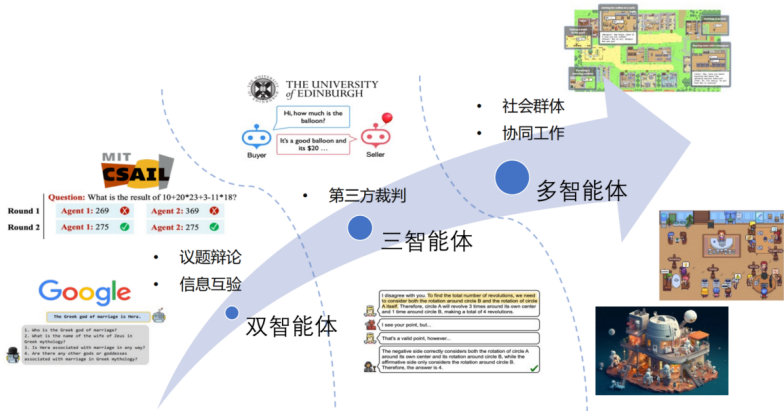 THE UNIVERSITY
of EDINBURGH
Hi, how much is the
balloon?
It's a good balloon and
its $20 ...
Buyer
Seller
• 社会群体
• 协同工作
多智能体
• 第三方裁判
三智能体
MIT
CSAIL
Question: What is the result of 10+20*23+3-11*18?
Round 1 Agent 1: 269 Agent 2: 369
Round 2 Agent 1: 275 Agent 2: 275
• 议题辩论
• 信息互验
双智能体
Google
The Greek god of marriage is Hera.
1. Who is the Greek god of marriage?
2. What is the name of the wife of Zeus in
Greek mythology?
3. Is Hera associated with marriage in any way?
4. Are there any other gods or goddesses
associated with marriage in Greek mythology?
I disagree with you. To find the total number of revolutions, we need
to consider both the rotation around circle B and the rotation of circle
A itself. Therefore, circle A will revolve 3 times around its own center
and 1 time around circle B, making a total of 4 revolutions.
I see your point, but...
That's a valid point, however...
The negative side correctly considers both the rotation of circle A
around its own center and its rotation around circle B, while the
affirmative side only considers the rotation around circle B.
Therefore, the answer is 4.